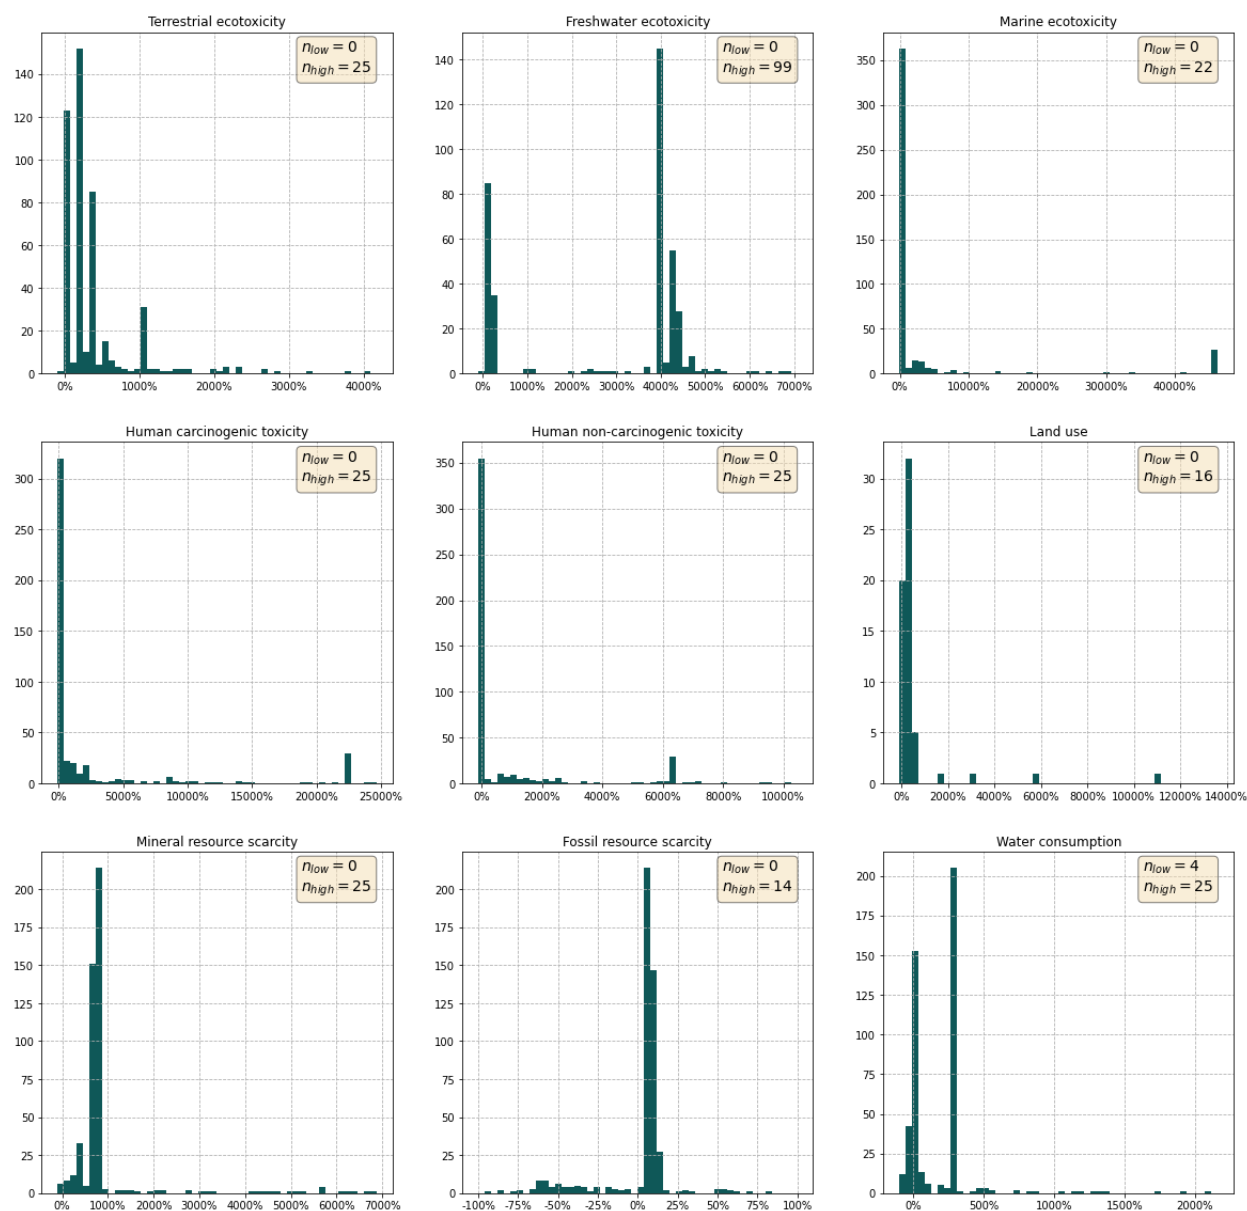 Terrestrial ecotoxicity
n_low = 0
n_high = 25
140
120
100
80
60
40
20
0
0% 1000% 2000% 3000% 4000%
Freshwater ecotoxicity
n_low = 0
n_high = 99
140
120
100
80
60
40
20
0
0% 1000% 2000% 3000% 4000% 5000% 6000% 7000%
Marine ecotoxicity
n_low = 0
n_high = 22
350
300
250
200
150
100
50
0
0% 10000% 20000% 30000% 40000%
Human carcinogenic toxicity
n_low = 0
n_high = 25
300
250
200
150
100
50
0
0% 5000% 10000% 15000% 20000% 25000%
Human non-carcinogenic toxicity
n_low = 0
n_high = 25
350
300
250
200
150
100
50
0
0% 2000% 4000% 6000% 8000% 10000%
Land use
n_low = 0
n_high = 16
30
25
20
15
10
5
0
0% 2000% 4000% 6000% 8000% 10000% 12000% 14000%
Mineral resource scarcity
n_low = 0
n_high = 25
200
175
150
125
100
75
50
25
0
0% 1000% 2000% 3000% 4000% 5000% 6000% 7000%
Fossil resource scarcity
n_low = 0
n_high = 14
200
175
150
125
100
75
50
25
0
-100% -75% -50% -25% 0% 25% 50% 75% 100%
Water consumption
n_low = 4
n_high = 25
200
175
150
125
100
75
50
25
0
0% 500% 1000% 1500% 2000%